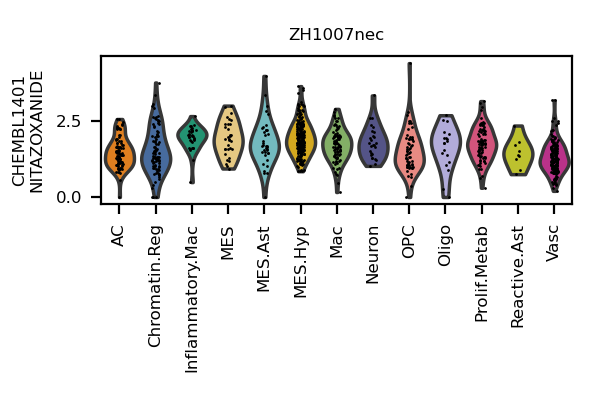 ZH1007nec
CHEMBL1401
NITAZOXANIDE
2.5
0.0
AC
Chromatin.Reg
Inflammatory.Mac
MES
MES.Ast
MES.Hyp
Mac
Neuron
OPC
Oligo
Prolif.Metab
Reactive.Ast
Vasc